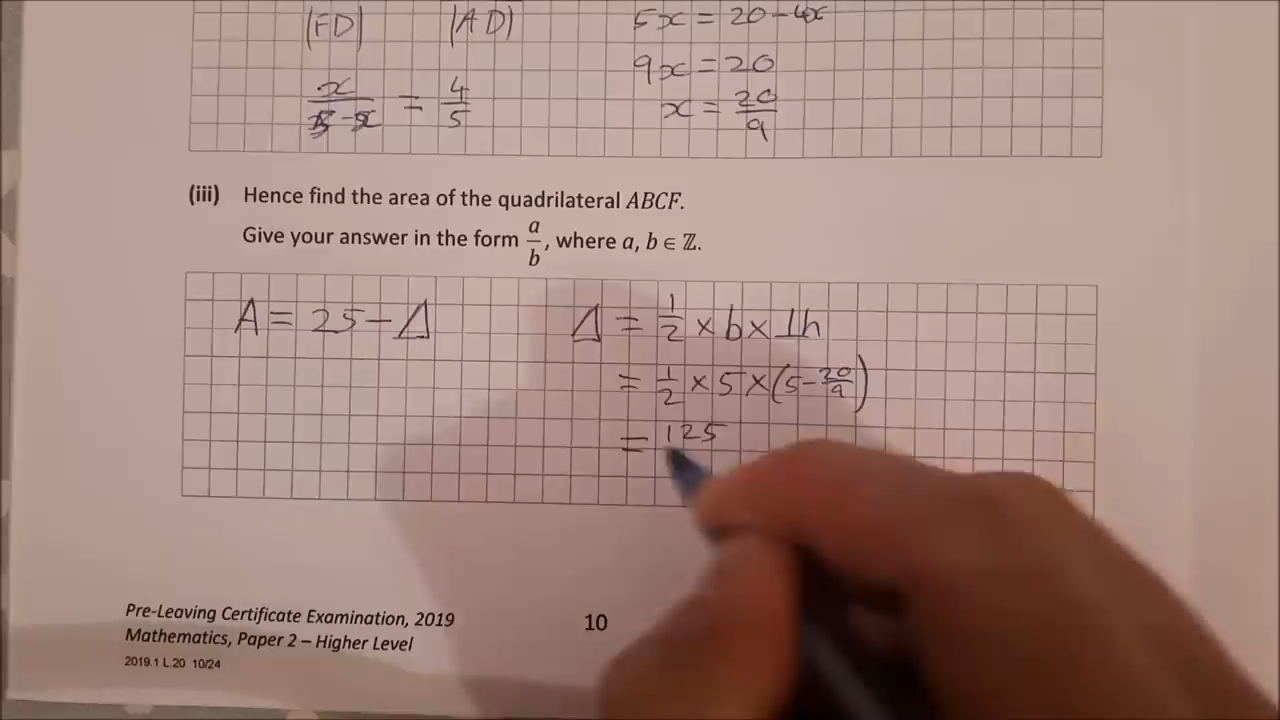 |FD| |AD|
x/(5-x) = 4/5
5x = 20-4x
9x = 20
x = 20/9
(iii) Hence find the area of the quadrilateral ABCF.
Give your answer in the form a/b, where a, b ∈ ℤ.
A = 25 - Δ
Δ = 1/2 × b × ⊥h
= 1/2 × 5 × (5 - 20/9)
= 125
Pre-Leaving Certificate Examination, 2019
Mathematics, Paper 2 – Higher Level
2019.1 L.20 10/24
10